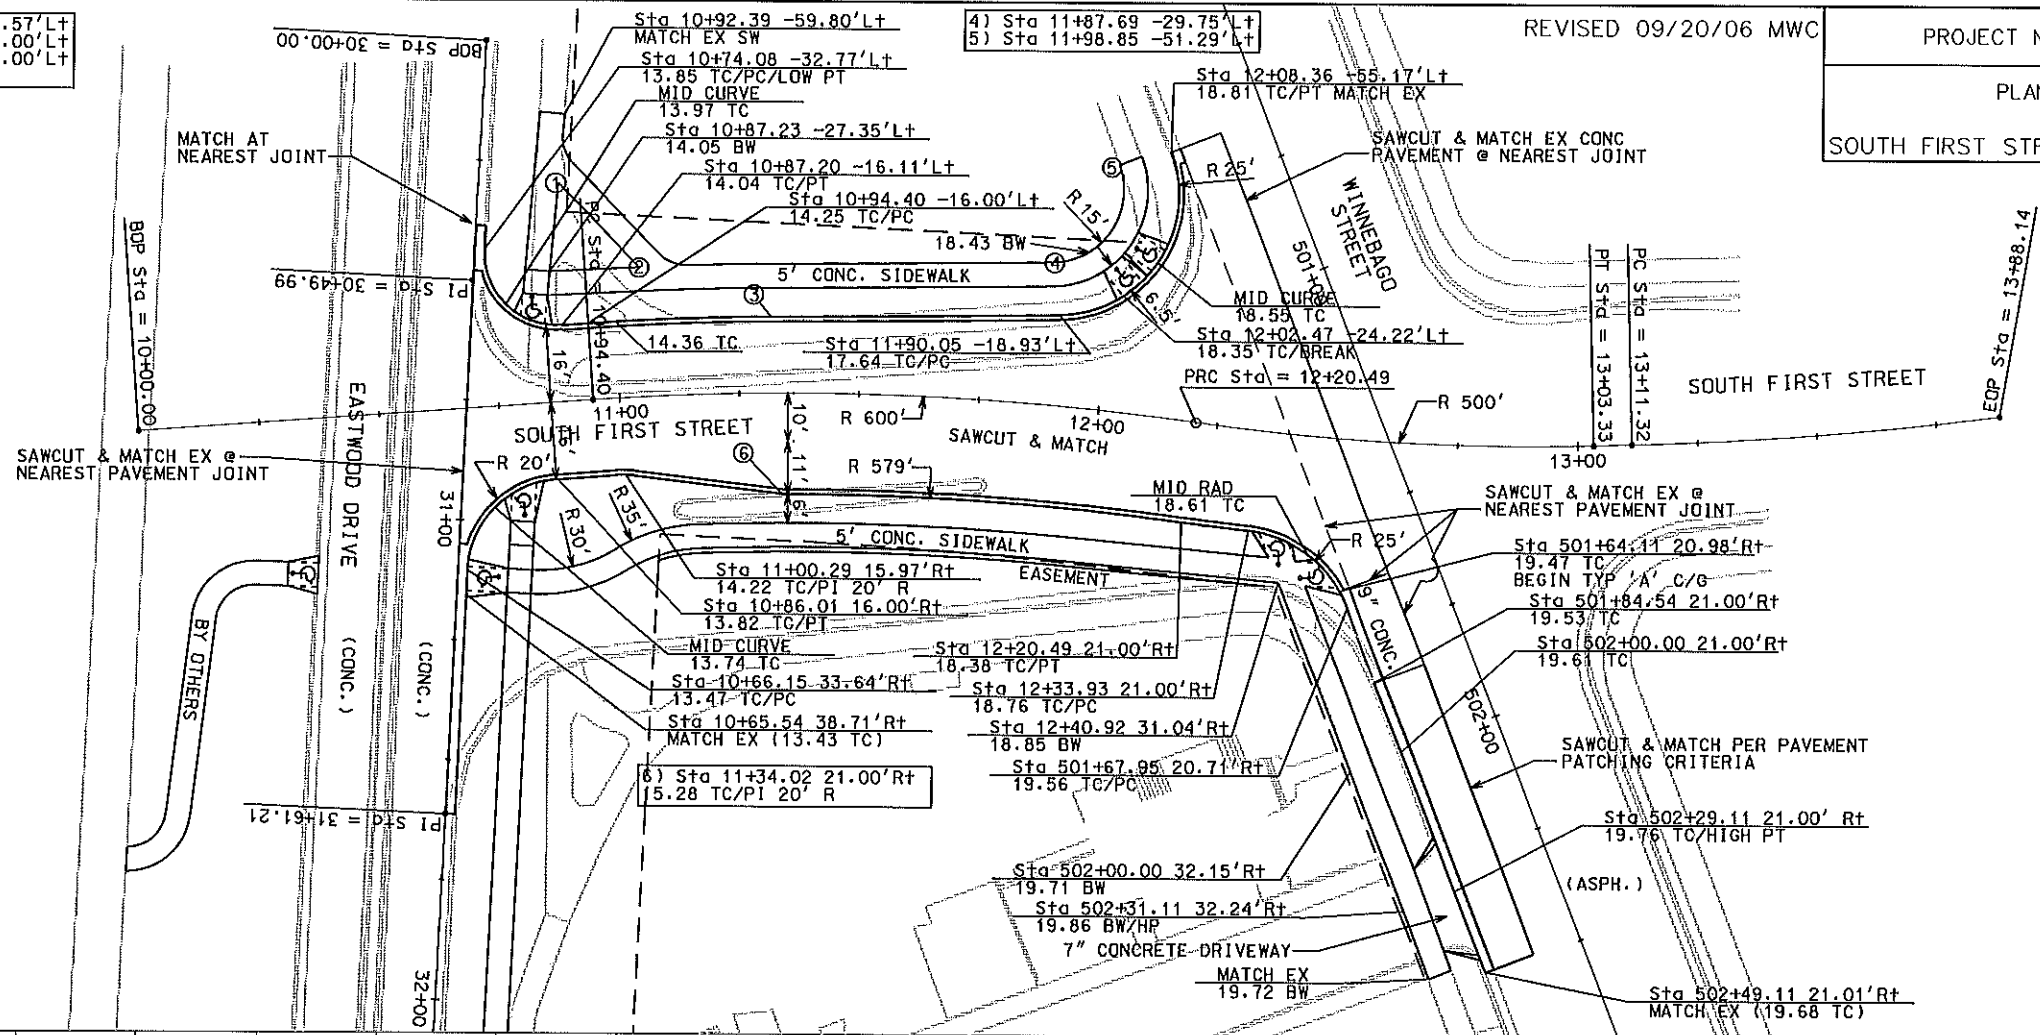 .57'Lt
.00'Lt
.00'Lt
BOP Sta = 30+00.00
Sta 10+92.39 -59.80'Lt
MATCH EX SW
Sta 10+74.08 -32.77'Lt
13.85 TC/PC/LOW PT
MID CURVE
13.97 TC
Sta 10+87.23 -27.35'Lt
14.05 BW
Sta 10+87.20 -16.11'Lt
14.04 TC/PT
Sta 10+94.40 -16.00'Lt
14.25 TC/PC
4) Sta 11+87.69 -29.75'Lt
5) Sta 11+98.85 -51.29'Lt
REVISED 09/20/06 MWC
PROJECT N
PLAN
SOUTH FIRST STR
Sta 12+08.36 -55.17'Lt
18.81 TC/PT MATCH EX
SAWCUT & MATCH EX CONC
PAVEMENT @ NEAREST JOINT
MATCH AT
NEAREST JOINT
R 25'
R 15'
WINNEBAGO
STREET
1
2
3
4
5
18.43 BW
5' CONC. SIDEWALK
PC Sta = 10+94.40
BOP Sta = 10+00.00
PI Sta = 30+49.99
MID CURVE
18.55 TC
6.5'
Sta 12+02.47 -24.22'Lt
18.35 TC/BREAK
14.36 TC
Sta 11+90.05 -18.93'Lt
17.64 TC/PC
16'
PRC Sta = 12+20.49
PT Sta = 13+03.33
PC Sta = 13+11.32
EOP Sta = 13+88.14
SOUTH FIRST STREET
EASTWOOD DRIVE
(CONC.)
(CONC.)
11+00
SOUTH FIRST STREET
10'
11'
6'
R 600'
12+00
SAWCUT & MATCH
R 500'
13+00
SAWCUT & MATCH EX @
NEAREST PAVEMENT JOINT
R 20'
6
R 579'
31+00
R 35'
R 30'
MID RAD
18.61 TC
SAWCUT & MATCH EX @
NEAREST PAVEMENT JOINT
R 25'
5' CONC. SIDEWALK
EASEMENT
Sta 501+64.11 20.98'Rt
19.47 TC
BEGIN TYP 'A' C/G
9" CONC.
Sta 501+84.54 21.00'Rt
19.53 TC
Sta 502+00.00 21.00'Rt
19.61 TC
Sta 11+00.29 15.97'Rt
14.22 TC/PI 20' R
Sta 10+86.01 16.00'Rt
13.82 TC/PT
MID CURVE
13.74 TC
Sta 10+66.15 33.64'Rt
13.47 TC/PC
Sta 10+65.54 38.71'Rt
MATCH EX (13.43 TC)
6) Sta 11+34.02 21.00'Rt
15.28 TC/PI 20' R
Sta 12+20.49 21.00'Rt
18.38 TC/PT
Sta 12+33.93 21.00'Rt
18.76 TC/PC
Sta 12+40.92 31.04'Rt
18.85 BW
Sta 501+67.95 20.71'Rt
19.56 TC/PC
502+00
BY OTHERS
PI Sta = 31+61.21
SAWCUT & MATCH PER PAVEMENT
PATCHING CRITERIA
Sta 502+29.11 21.00' Rt
19.76 TC/HIGH PT
(ASPH.)
Sta 502+00.00 32.15'Rt
19.71 BW
Sta 502+31.11 32.24'Rt
19.86 BW/HP
7" CONCRETE DRIVEWAY
MATCH EX
19.72 BW
32+00
Sta 502+49.11 21.01'Rt
MATCH EX (19.68 TC)